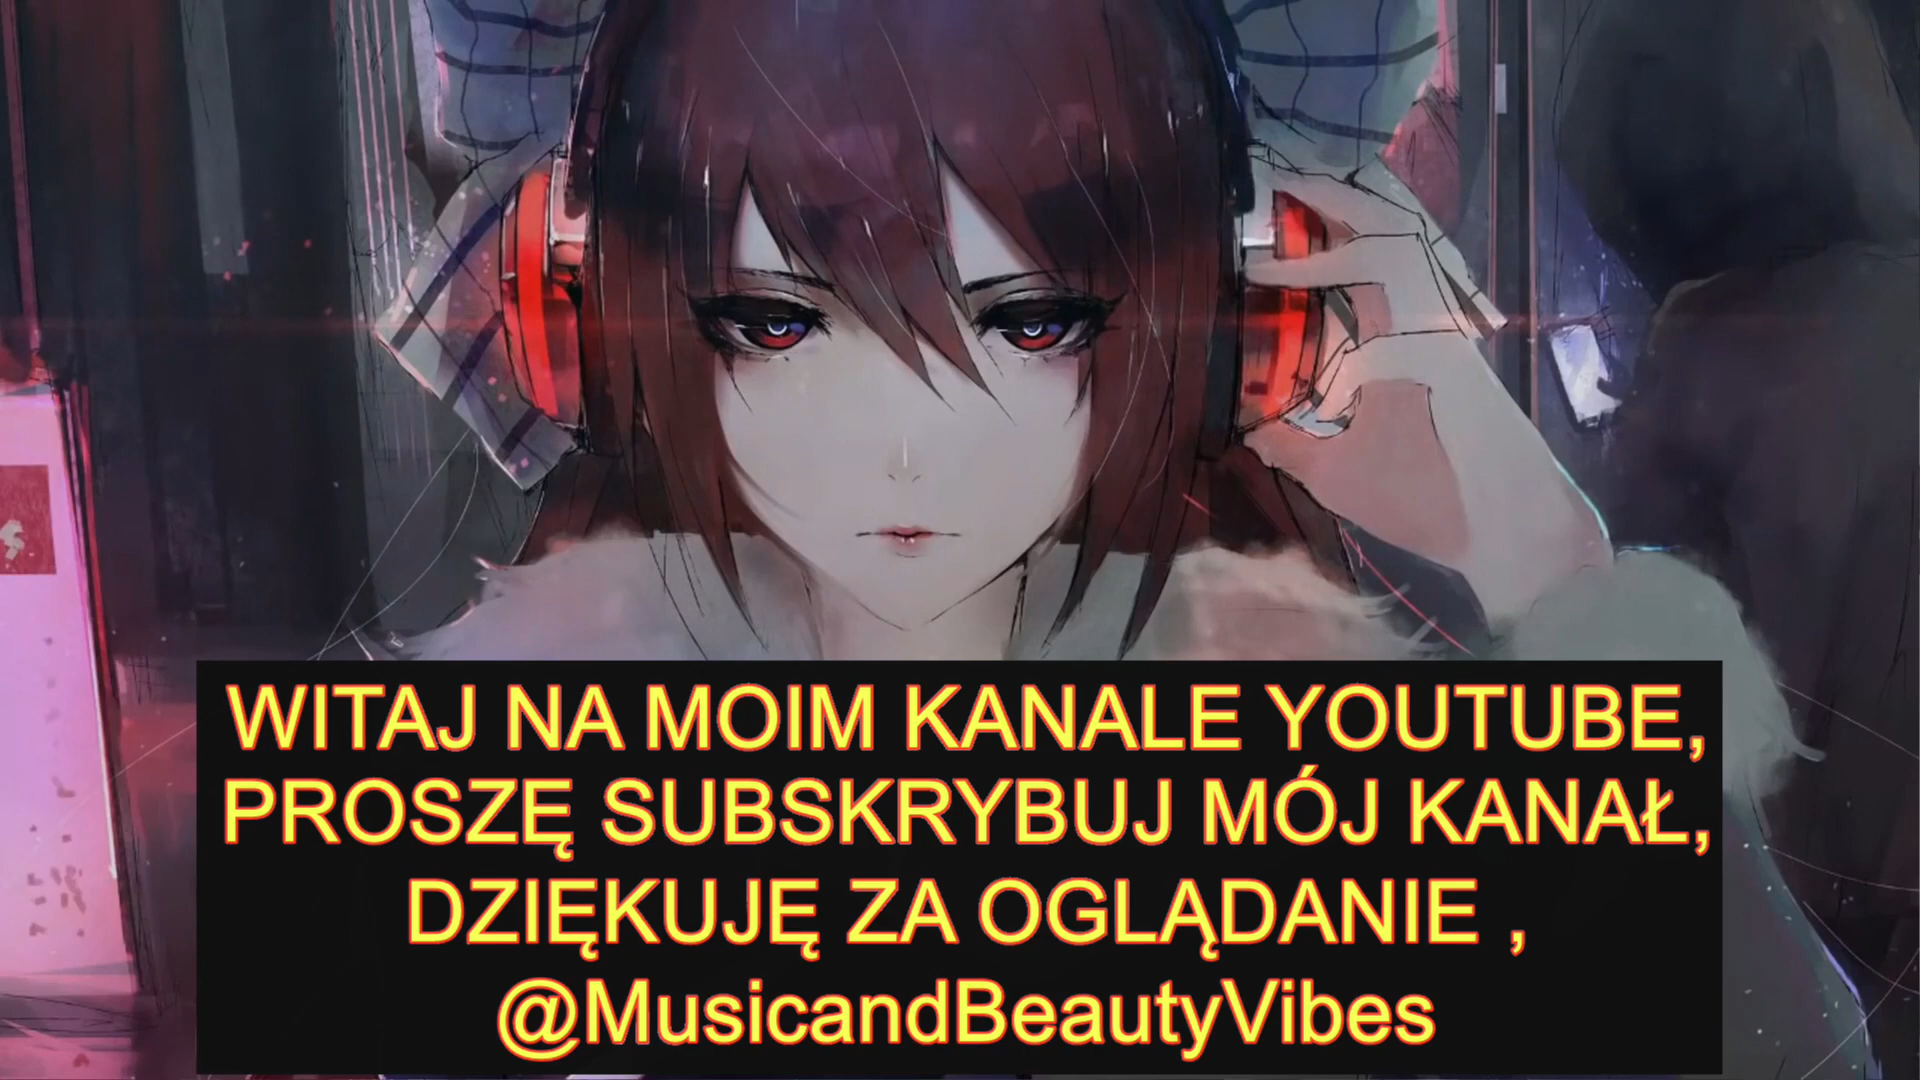 WITAJ NA MOIM KANALE YOUTUBE,
PROSZĘ SUBSKRYBUJ MÓJ KANAŁ,
DZIĘKUJĘ ZA OGLĄDANIE ,
@MusicandBeautyVibes